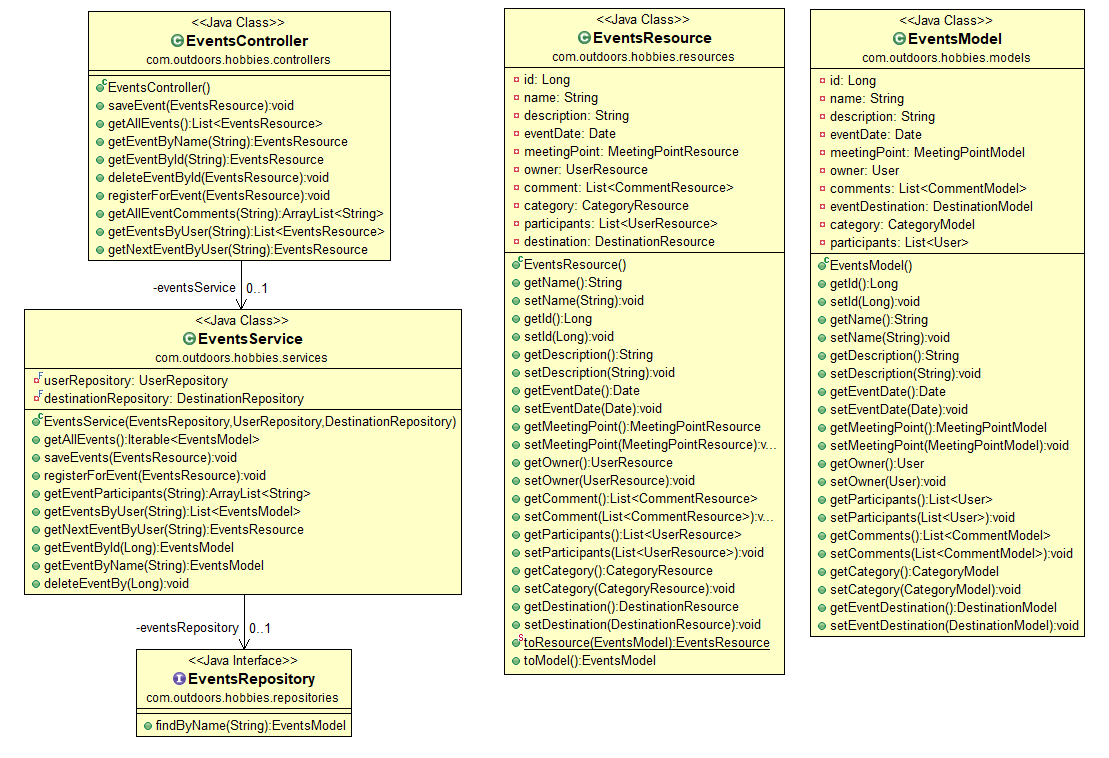 <<Java Class>>
EventsController
com.outdoors.hobbies.controllers
EventsController()
saveEvent(EventsResource):void
getAllEvents():List<EventsResource>
getEventByName(String):EventsResource
getEventById(String):EventsResource
deleteEventById(EventsResource):void
registerForEvent(EventsResource):void
getAllEventComments(String):ArrayList<String>
getEventsByUser(String):List<EventsResource>
getNextEventByUser(String):EventsResource
-eventsService 0..1
<<Java Class>>
EventsService
com.outdoors.hobbies.services
userRepository: UserRepository
destinationRepository: DestinationRepository
EventsService(EventsRepository,UserRepository,DestinationRepository)
getAllEvents():Iterable<EventsModel>
saveEvents(EventsResource):void
registerForEvent(EventsResource):void
getEventParticipants(String):ArrayList<String>
getEventsByUser(String):List<EventsModel>
getNextEventByUser(String):EventsResource
getEventById(Long):EventsModel
getEventByName(String):EventsModel
deleteEventBy(Long):void
-eventsRepository 0..1
<<Java Interface>>
EventsRepository
com.outdoors.hobbies.repositories
findByName(String):EventsModel
<<Java Class>>
EventsResource
com.outdoors.hobbies.resources
id: Long
name: String
description: String
eventDate: Date
meetingPoint: MeetingPointResource
owner: UserResource
comment: List<CommentResource>
category: CategoryResource
participants: List<UserResource>
destination: DestinationResource
EventsResource()
getName():String
setName(String):void
getId():Long
setId(Long):void
getDescription():String
setDescription(String):void
getEventDate():Date
setEventDate(Date):void
getMeetingPoint():MeetingPointResource
setMeetingPoint(MeetingPointResource):v...
getOwner():UserResource
setOwner(UserResource):void
getComment():List<CommentResource>
setComment(List<CommentResource>):v...
getParticipants():List<UserResource>
setParticipants(List<UserResource>):void
getCategory():CategoryResource
setCategory(CategoryResource):void
getDestination():DestinationResource
setDestination(DestinationResource):void
toResource(EventsModel):EventsResource
toModel():EventsModel
<<Java Class>>
EventsModel
com.outdoors.hobbies.models
id: Long
name: String
description: String
eventDate: Date
meetingPoint: MeetingPointModel
owner: User
comments: List<CommentModel>
eventDestination: DestinationModel
category: CategoryModel
participants: List<User>
EventsModel()
getId():Long
setId(Long):void
getName():String
setName(String):void
getDescription():String
setDescription(String):void
getEventDate():Date
setEventDate(Date):void
getMeetingPoint():MeetingPointModel
setMeetingPoint(MeetingPointModel):void
getOwner():User
setOwner(User):void
getParticipants():List<User>
setParticipants(List<User>):void
getComments():List<CommentModel>
setComments(List<CommentModel>):void
getCategory():CategoryModel
setCategory(CategoryModel):void
getEventDestination():DestinationModel
setEventDestination(DestinationModel):void